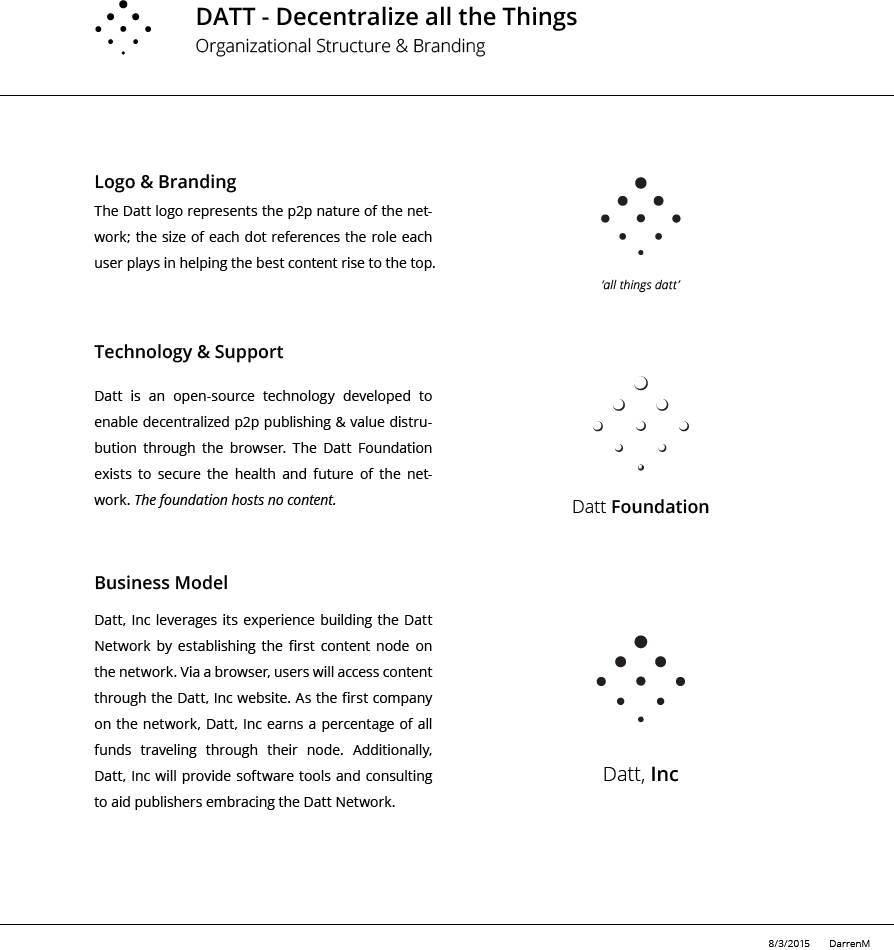 DATT - Decentralize all the Things
Organizational Structure & Branding
Logo & Branding
The Datt logo represents the p2p nature of the net-
work; the size of each dot references the role each
user plays in helping the best content rise to the top.
‘all things datt’
Technology & Support
Datt is an open-source technology developed to
enable decentralized p2p publishing & value distru-
bution through the browser. The Datt Foundation
exists to secure the health and future of the net-
work. The foundation hosts no content.
Datt Foundation
Business Model
Datt, Inc leverages its experience building the Datt
Network by establishing the first content node on
the network. Via a browser, users will access content
through the Datt, Inc website. As the first company
on the network, Datt, Inc earns a percentage of all
funds traveling through their node. Additionally,
Datt, Inc will provide software tools and consulting
to aid publishers embracing the Datt Network.
Datt, Inc
8/3/2015 DarrenM